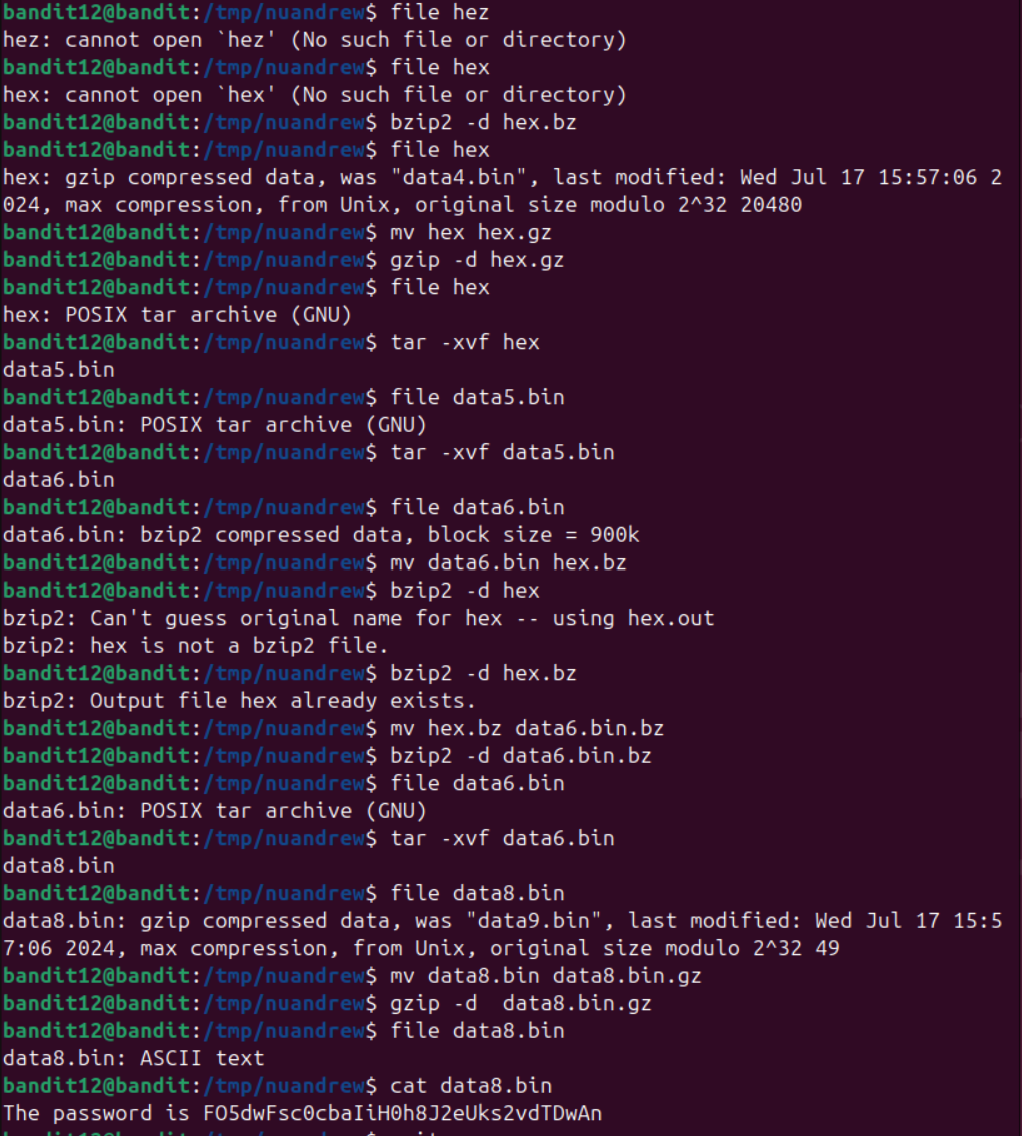 bandit12@bandit:/tmp/nuandrew$ file hez
hez: cannot open `hez' (No such file or directory)
bandit12@bandit:/tmp/nuandrew$ file hex
hex: cannot open `hex' (No such file or directory)
bandit12@bandit:/tmp/nuandrew$ bzip2 -d hex.bz
bandit12@bandit:/tmp/nuandrew$ file hex
hex: gzip compressed data, was "data4.bin", last modified: Wed Jul 17 15:57:06 2
024, max compression, from Unix, original size modulo 2^32 20480
bandit12@bandit:/tmp/nuandrew$ mv hex hex.gz
bandit12@bandit:/tmp/nuandrew$ gzip -d hex.gz
bandit12@bandit:/tmp/nuandrew$ file hex
hex: POSIX tar archive (GNU)
bandit12@bandit:/tmp/nuandrew$ tar -xvf hex
data5.bin
bandit12@bandit:/tmp/nuandrew$ file data5.bin
data5.bin: POSIX tar archive (GNU)
bandit12@bandit:/tmp/nuandrew$ tar -xvf data5.bin
data6.bin
bandit12@bandit:/tmp/nuandrew$ file data6.bin
data6.bin: bzip2 compressed data, block size = 900k
bandit12@bandit:/tmp/nuandrew$ mv data6.bin hex.bz
bandit12@bandit:/tmp/nuandrew$ bzip2 -d hex
bzip2: Can't guess original name for hex -- using hex.out
bzip2: hex is not a bzip2 file.
bandit12@bandit:/tmp/nuandrew$ bzip2 -d hex.bz
bzip2: Output file hex already exists.
bandit12@bandit:/tmp/nuandrew$ mv hex.bz data6.bin.bz
bandit12@bandit:/tmp/nuandrew$ bzip2 -d data6.bin.bz
bandit12@bandit:/tmp/nuandrew$ file data6.bin
data6.bin: POSIX tar archive (GNU)
bandit12@bandit:/tmp/nuandrew$ tar -xvf data6.bin
data8.bin
bandit12@bandit:/tmp/nuandrew$ file data8.bin
data8.bin: gzip compressed data, was "data9.bin", last modified: Wed Jul 17 15:5
7:06 2024, max compression, from Unix, original size modulo 2^32 49
bandit12@bandit:/tmp/nuandrew$ mv data8.bin data8.bin.gz
bandit12@bandit:/tmp/nuandrew$ gzip -d  data8.bin.gz
bandit12@bandit:/tmp/nuandrew$ file data8.bin
data8.bin: ASCII text
bandit12@bandit:/tmp/nuandrew$ cat data8.bin
The password is FO5dwFsc0cbaIiH0h8J2eUks2vdTDwAn